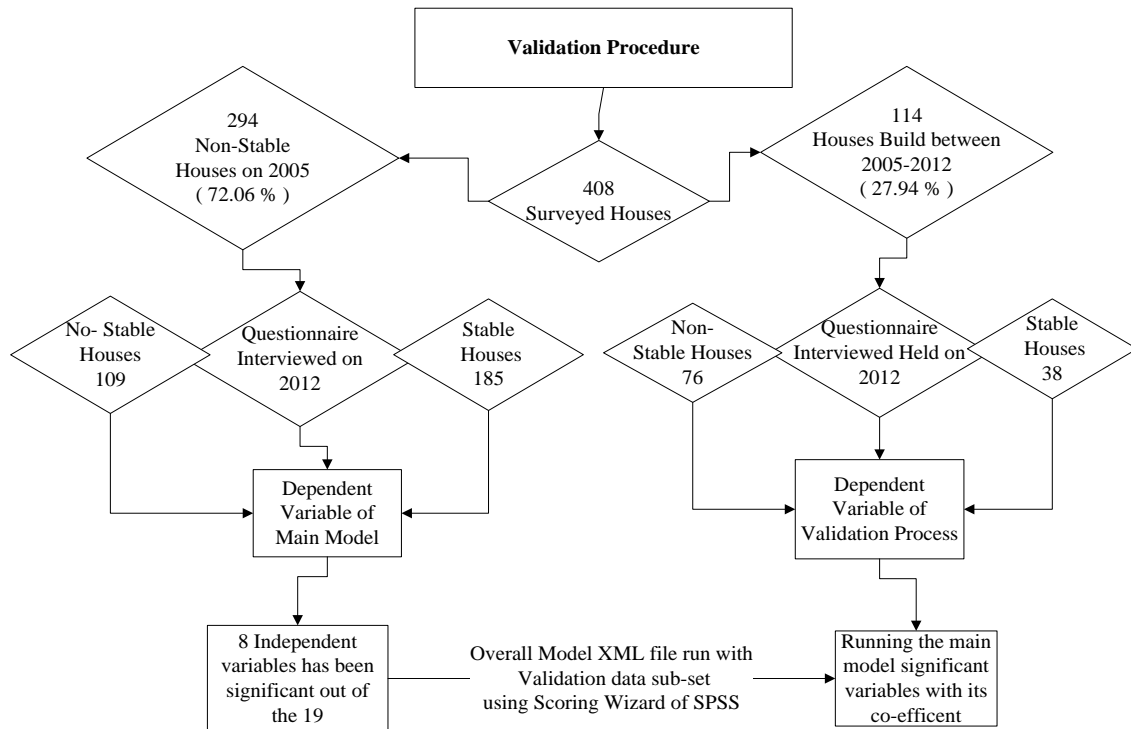 Validation Procedure
294
Non-Stable
Houses on 2005
( 72.06 % )
408
Surveyed Houses
114
Houses Build between
2005-2012
( 27.94 % )
No- Stable
Houses
109
Questionnaire
Interviewed on
2012
Stable
Houses
185
Non-
Stable Houses
76
Questionnaire
Interviewed Held on
2012
Stable
Houses
38
Dependent
Variable of
Main Model
Dependent
Variable of
Validation Process
8 Independent
variables has been
significant out of
the 19
Overall Model XML file run with
Validation data sub-set
using Scoring Wizard of SPSS
Running the main
model significant
variables with its
co-efficent